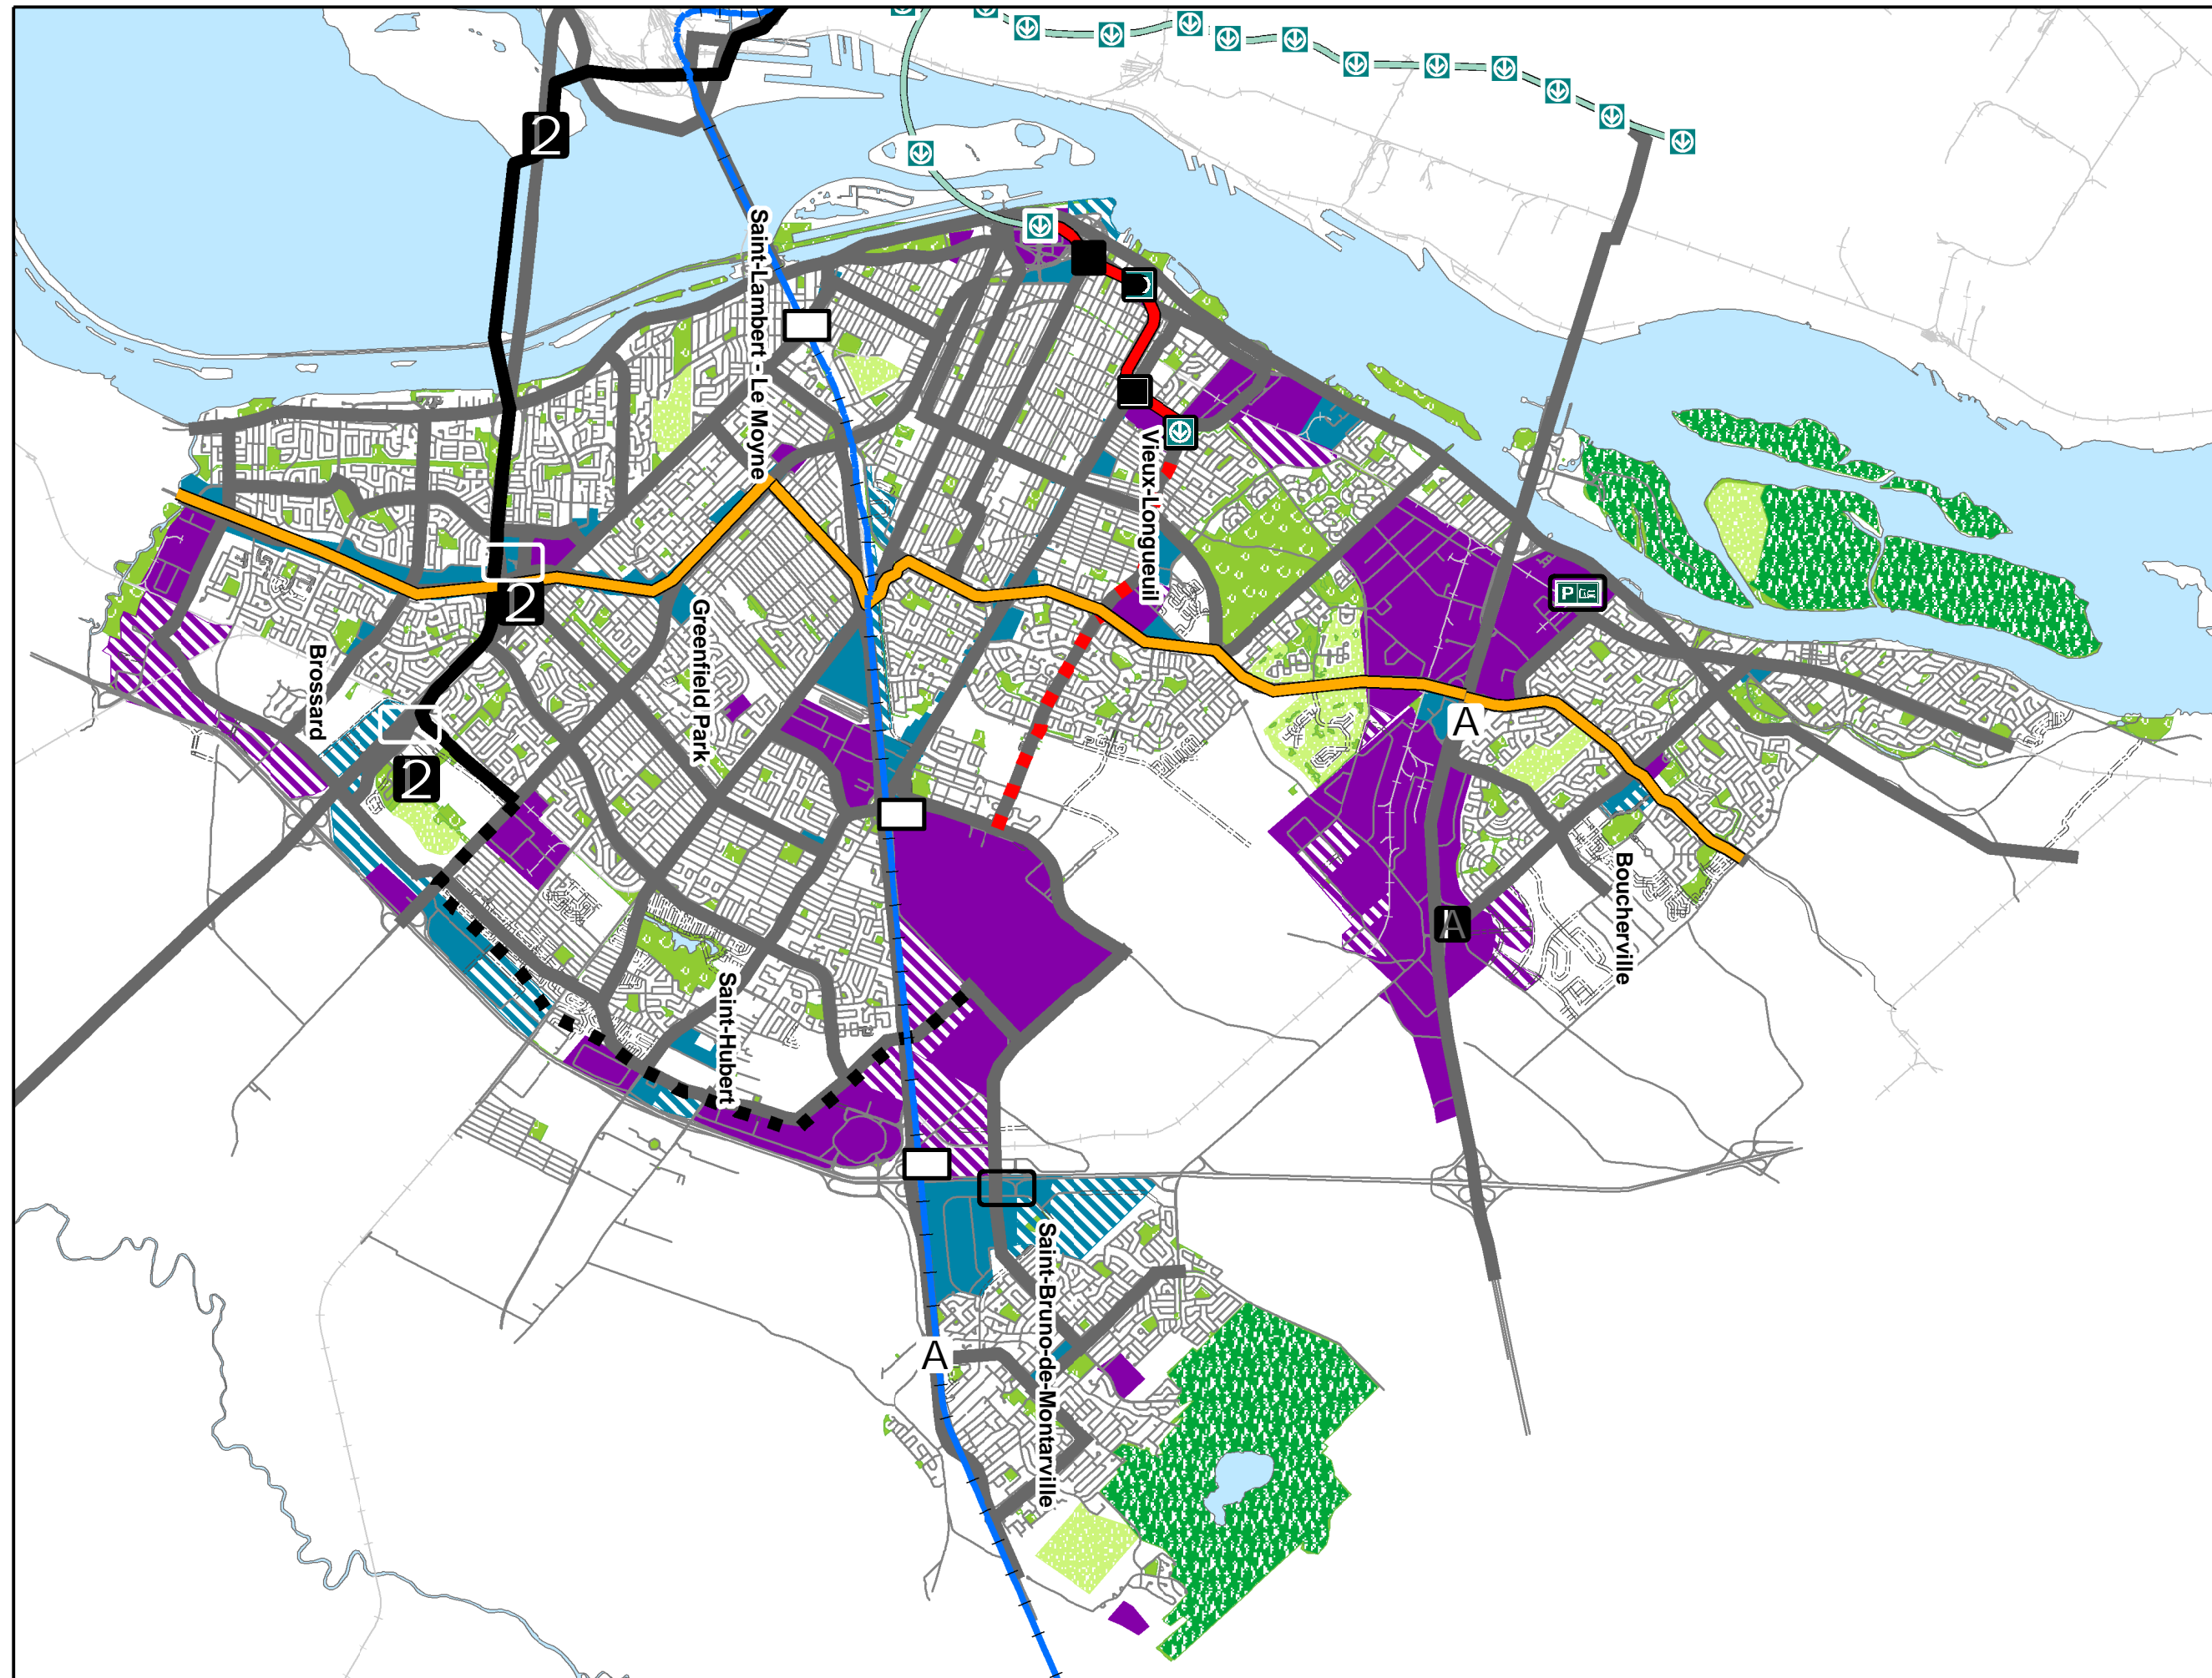 2
Saint-Lambert - Le Moyne
Vieux-Longueuil
P
2
Greenfield Park
Brossard
A
2
Boucherville
A
Saint-Hubert
Saint-Bruno-de-Montarville
A